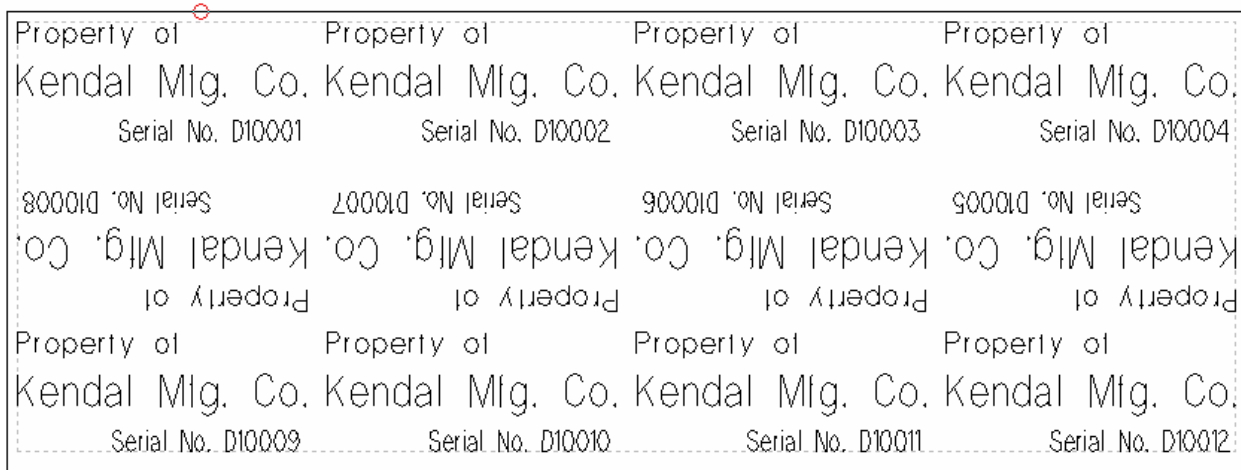 Property of Property of Property of Property of
Kendal Mfg. Co. Kendal Mfg. Co. Kendal Mfg. Co. Kendal Mfg. Co.
Serial No. D10001 Serial No. D10002 Serial No. D10003 Serial No. D10004
Serial No. D10005 Serial No. D10006 Serial No. D10007 Serial No. D10008
Kendal Mfg. Co. Kendal Mfg. Co. Kendal Mfg. Co. Kendal Mfg. Co.
Property of Property of Property of Property of
Property of Property of Property of Property of
Kendal Mfg. Co. Kendal Mfg. Co. Kendal Mfg. Co. Kendal Mfg. Co.
Serial No. D10009 Serial No. D10010 Serial No. D10011 Serial No. D10012